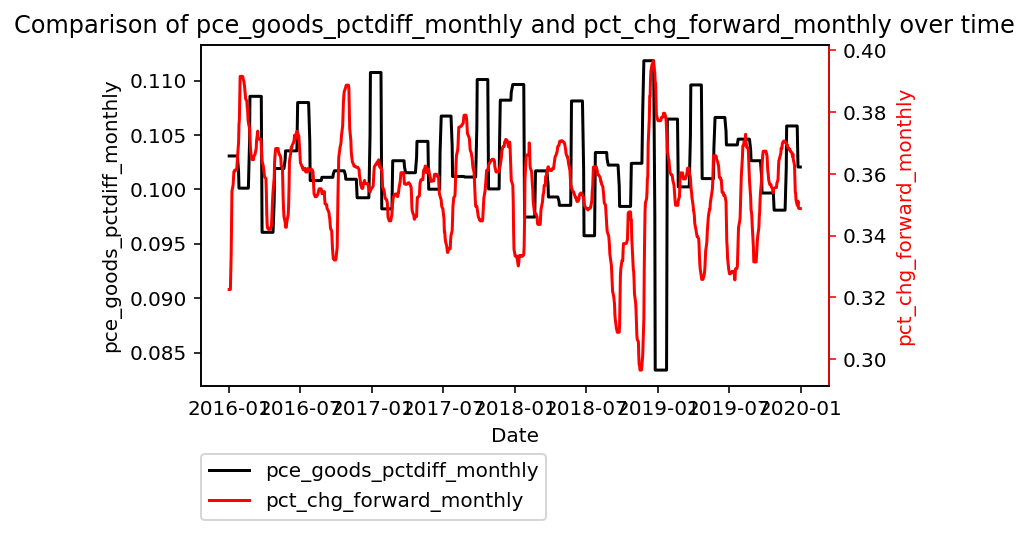 Comparison of pce_goods_pctdiff_monthly and pct_chg_forward_monthly over time
pce_goods_pctdiff_monthly
0.110
0.105
0.100
0.095
0.090
0.085
0.40
0.38
0.36
0.34
0.32
0.30
pct_chg_forward_monthly
2016-01 2016-07 2017-01 2017-07 2018-01 2018-07 2019-01 2019-07 2020-01
Date
pce_goods_pctdiff_monthly
pct_chg_forward_monthly